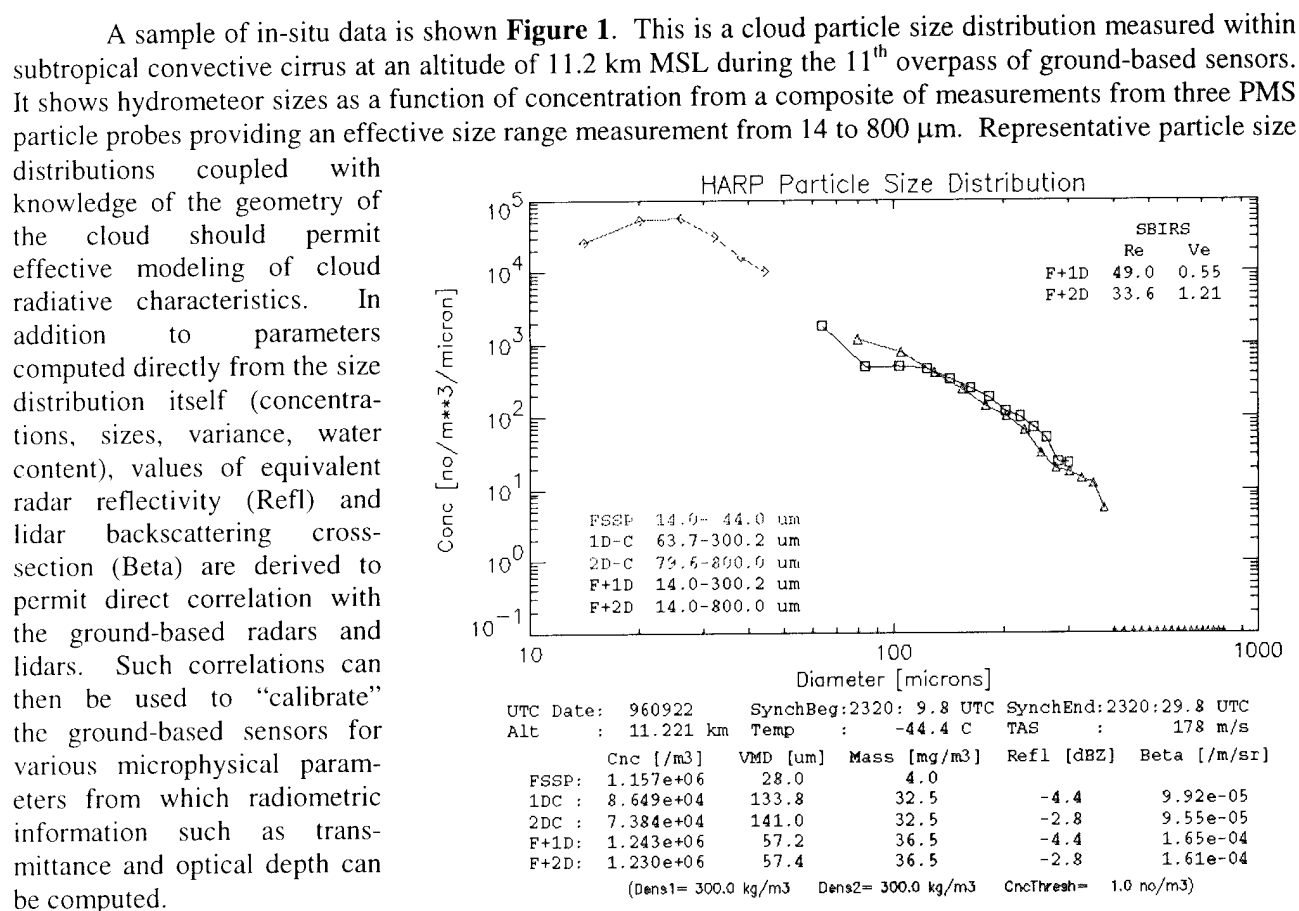 A sample of in-situ data is shown Figure 1. This is a cloud particle size distribution measured within
subtropical convective cirrus at an altitude of 11.2 km MSL during the 11th overpass of ground-based sensors.
It shows hydrometeor sizes as a function of concentration from a composite of measurements from three PMS
particle probes providing an effective size range measurement from 14 to 800 μm. Representative particle size
distributions coupled with
knowledge of the geometry of
the cloud should permit
effective modeling of cloud
radiative characteristics. In
addition to parameters
computed directly from the size
distribution itself (concentra-
tions, sizes, variance, water
content), values of equivalent
radar reflectivity (Refl) and
lidar backscattering cross-
section (Beta) are derived to
permit direct correlation with
the ground-based radars and
lidars. Such correlations can
then be used to “calibrate”
the ground-based sensors for
various microphysical param-
eters from which radiometric
information such as trans-
mittance and optical depth can
be computed.
HARP Particle Size Distribution
Conc [no/m**3/micron]
10^5
10^4
10^3
10^2
10^1
10^0
10^-1
SBIRS
Re Ve
F+1D 49.0 0.55
F+2D 33.6 1.21
FSSP 14.0- 44.0 um
1D-C 63.7-300.2 um
2D-C 79.6-800.0 um
F+1D 14.0-300.2 um
F+2D 14.0-800.0 um
10 100 1000
Diameter [microns]
UTC Date: 960922 SynchBeg:2320: 9.8 UTC SynchEnd:2320:29.8 UTC
Alt : 11.221 km Temp : -44.4 C TAS : 178 m/s
Cnc [/m3] VMD [um] Mass [mg/m3] Refl [dBZ] Beta [/m/sr]
FSSP: 1.157e+06 28.0 4.0
1DC : 8.649e+04 133.8 32.5 -4.4 9.92e-05
2DC : 7.384e+04 141.0 32.5 -2.8 9.55e-05
F+1D: 1.243e+06 57.2 36.5 -4.4 1.65e-04
F+2D: 1.230e+06 57.4 36.5 -2.8 1.61e-04
(Dens1= 300.0 kg/m3 Dens2= 300.0 kg/m3 CncThresh= 1.0 no/m3)